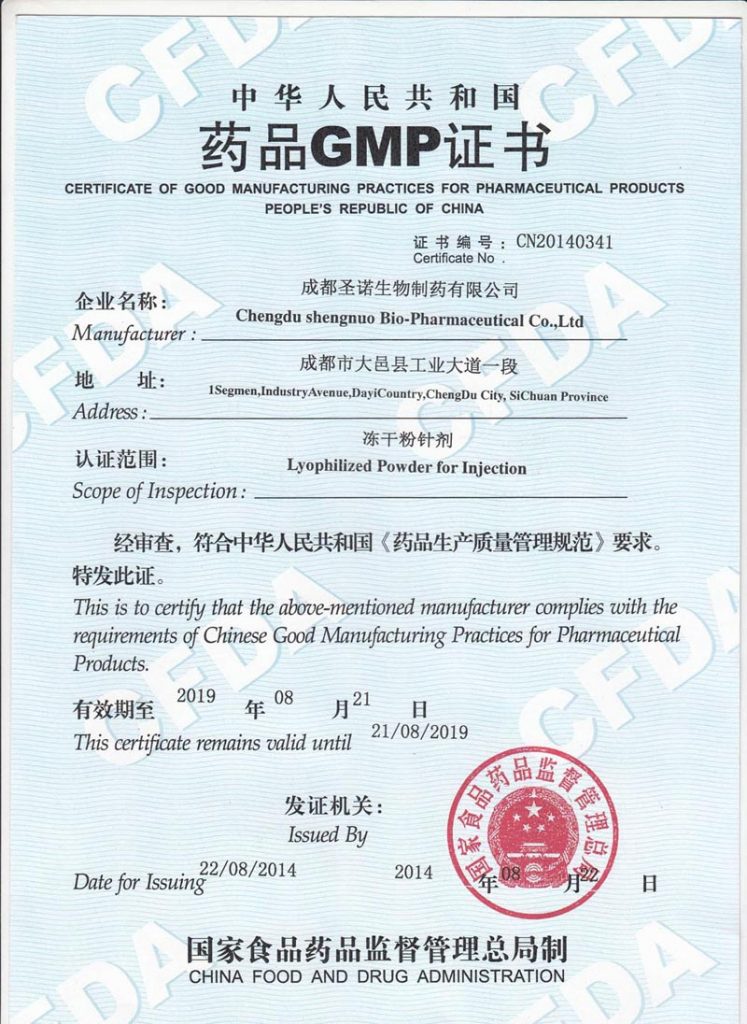 中华人民共和国
药品GMP证书
CERTIFICATE OF GOOD MANUFACTURING PRACTICES FOR PHARMACEUTICAL PRODUCTS
PEOPLE'S REPUBLIC OF CHINA
证书编号：CN20140341
Certificate No .
成都圣诺生物制药有限公司
企业名称：
Chengdu shengnuo Bio-Pharmaceutical Co.,Ltd
Manufacturer :
成都市大邑县工业大道一段
地 址：
1Segmen,IndustryAvenue,DayiCountry,ChengDu City, SiChuan Province
Address :
冻干粉针剂
认证范围：
Lyophilized Powder for Injection
Scope of Inspection :
经审查，符合中华人民共和国《药品生产质量管理规范》要求。
特发此证。
This is to certify that the above-mentioned manufacturer complies with the
requirements of Chinese Good Manufacturing Practices for Pharmaceutical
Products.
有效期至 2019 年 08 月 21 日
This certificate remains valid until 21/08/2019
发证机关：
Issued By
国家食品药品监督管理总局
Date for Issuing 22/08/2014 2014 年 08 月 22 日
国家食品药品监督管理总局制
CHINA FOOD AND DRUG ADMINISTRATION
CFDA
CFDA
CFDA
CFDA
CFDA
CFDA
CFDA
CFDA